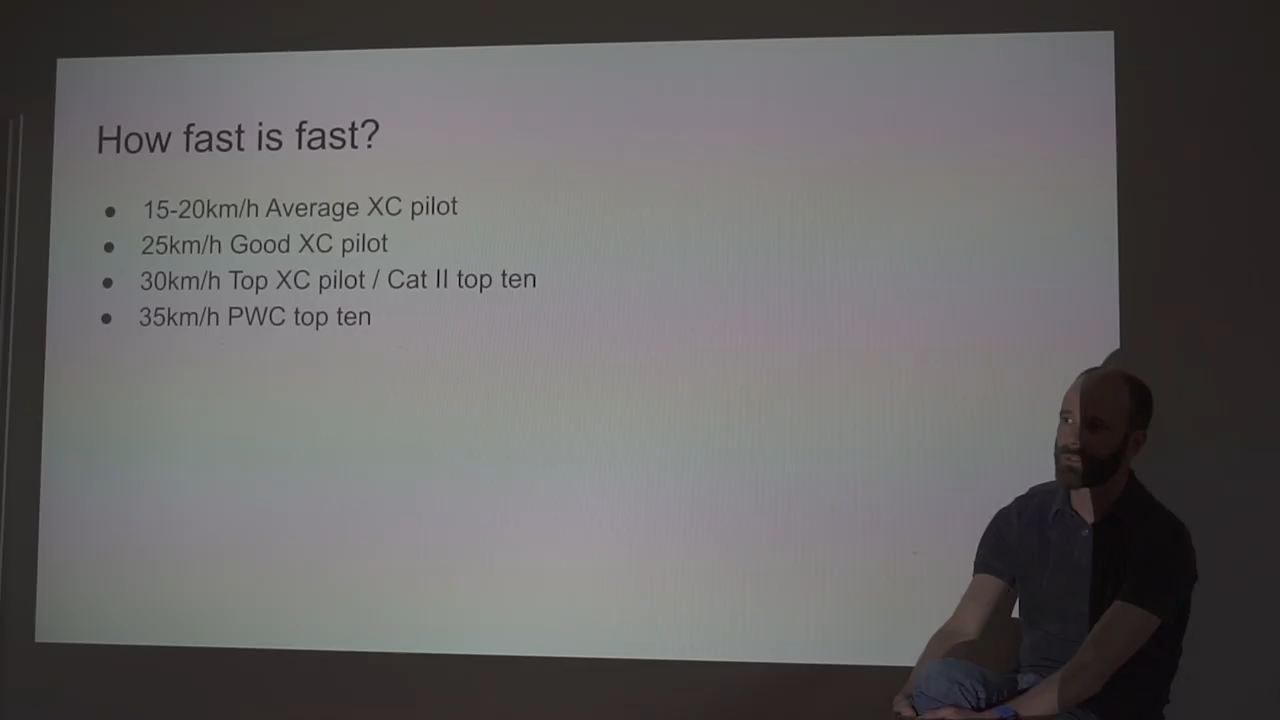 How fast is fast?
● 15-20km/h Average XC pilot
● 25km/h Good XC pilot
● 30km/h Top XC pilot / Cat II top ten
● 35km/h PWC top ten